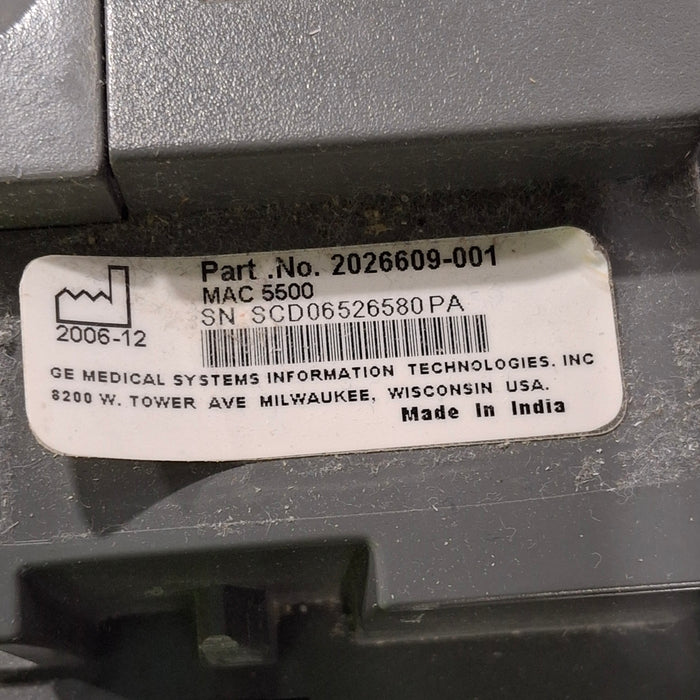 Part .No. 2026609-001
MAC 5500
SN SCD06526580PA
2006-12
GE MEDICAL SYSTEMS INFORMATION TECHNOLOGIES. INC
8200 W. TOWER AVE MILWAUKEE, WISCONSIN USA.
Made In India